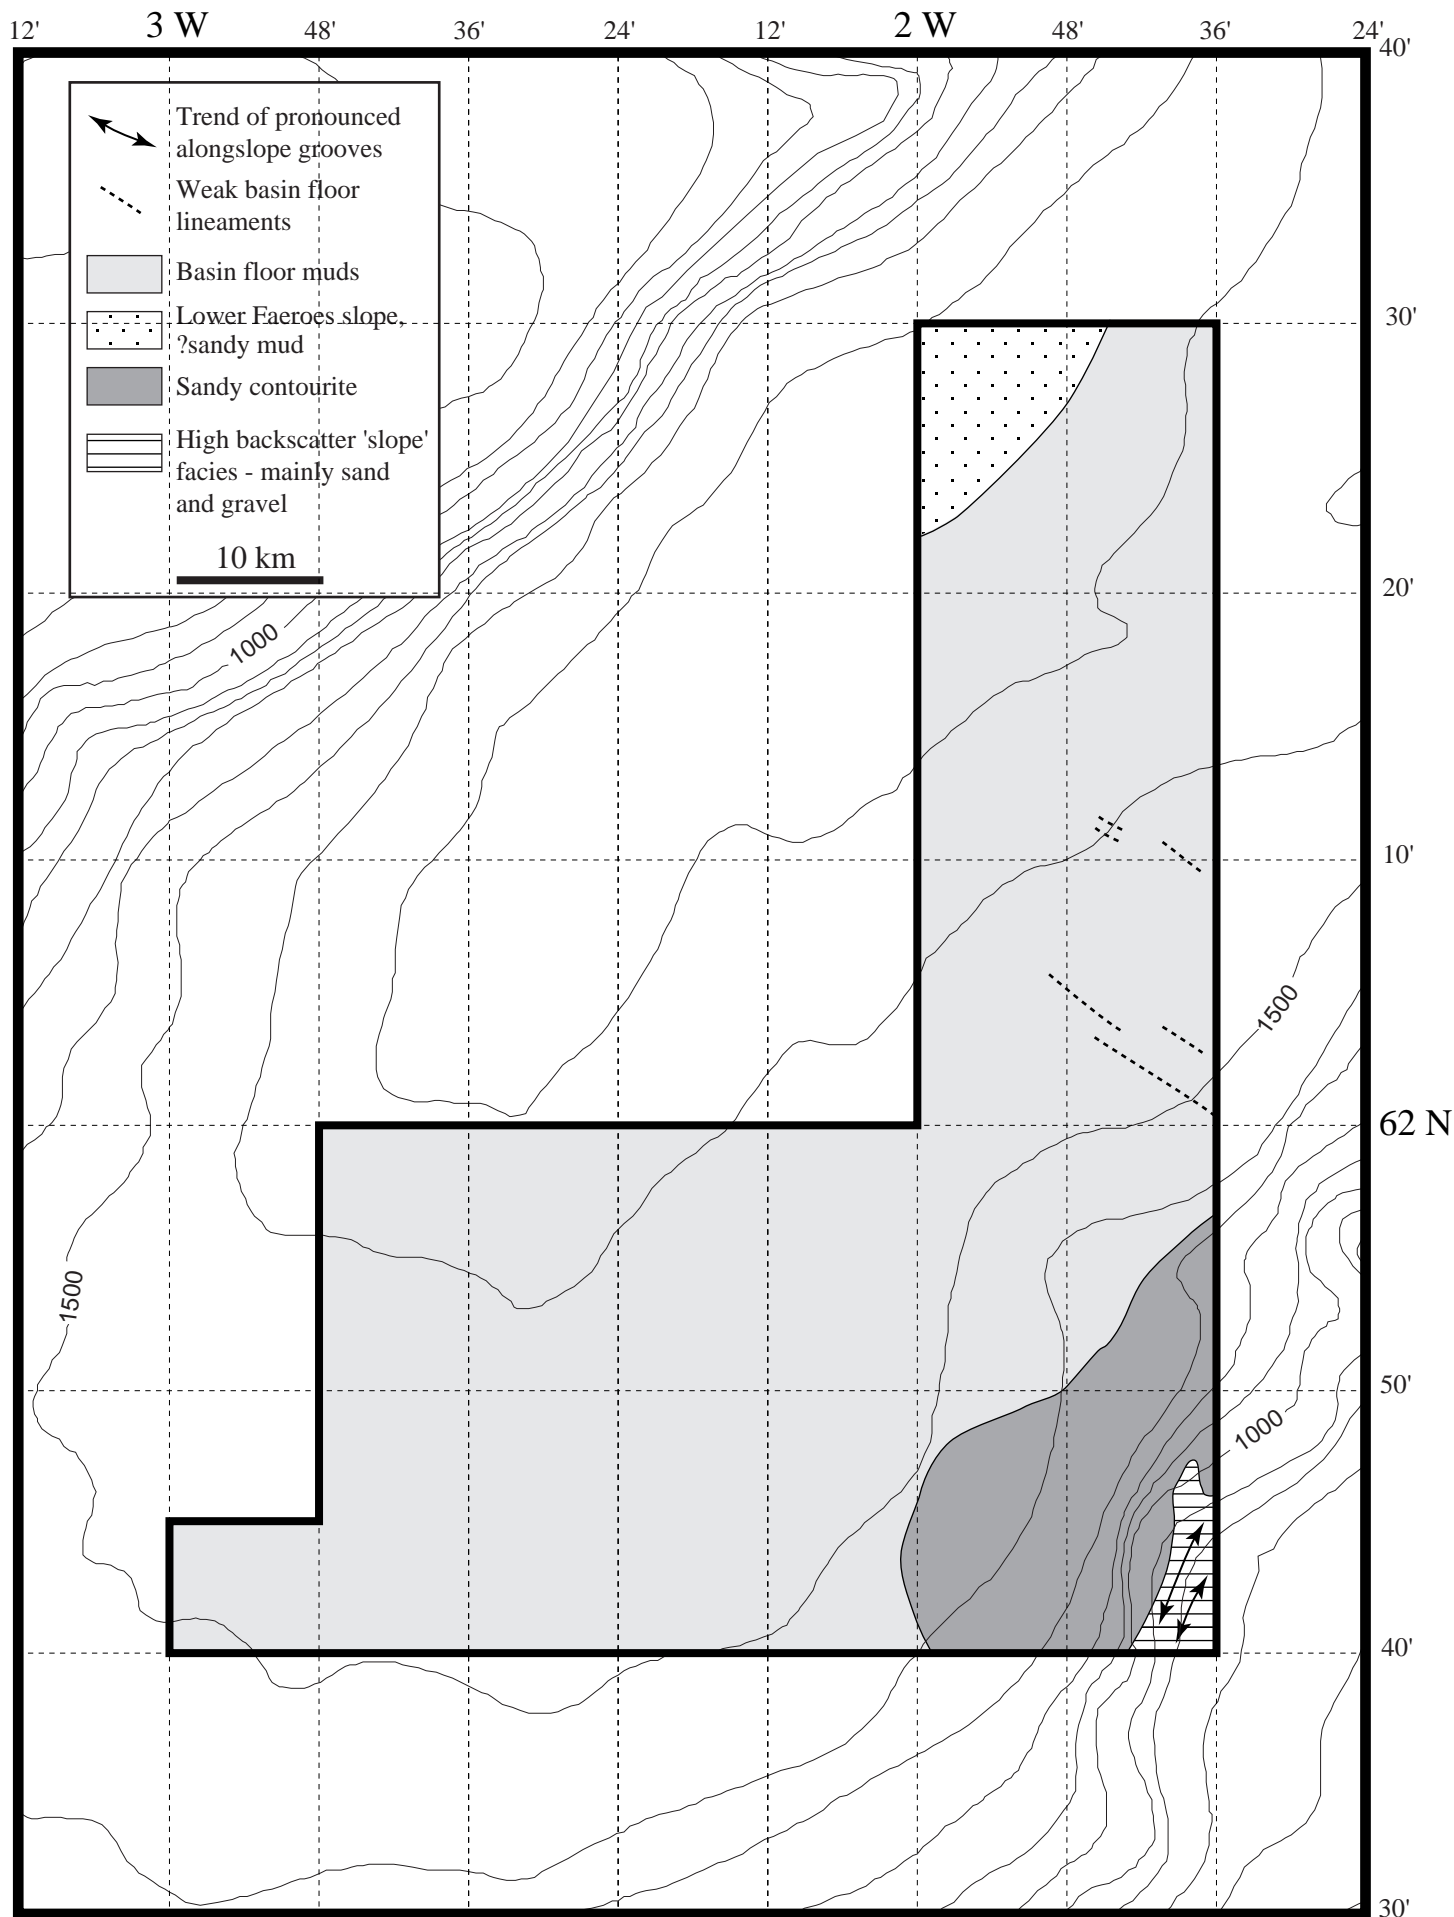 12' 3 W 48' 36' 24' 12' 2 W 48' 36' 24'
40'
Trend of pronounced
alongslope grooves
Weak basin floor
lineaments
Basin floor muds
Lower Faeroes slope,
?sandy mud
Sandy contourite
High backscatter 'slope'
facies - mainly sand
and gravel
10 km
30'
20'
1000
10'
1500
62 N
1500
50'
1000
40'
30'